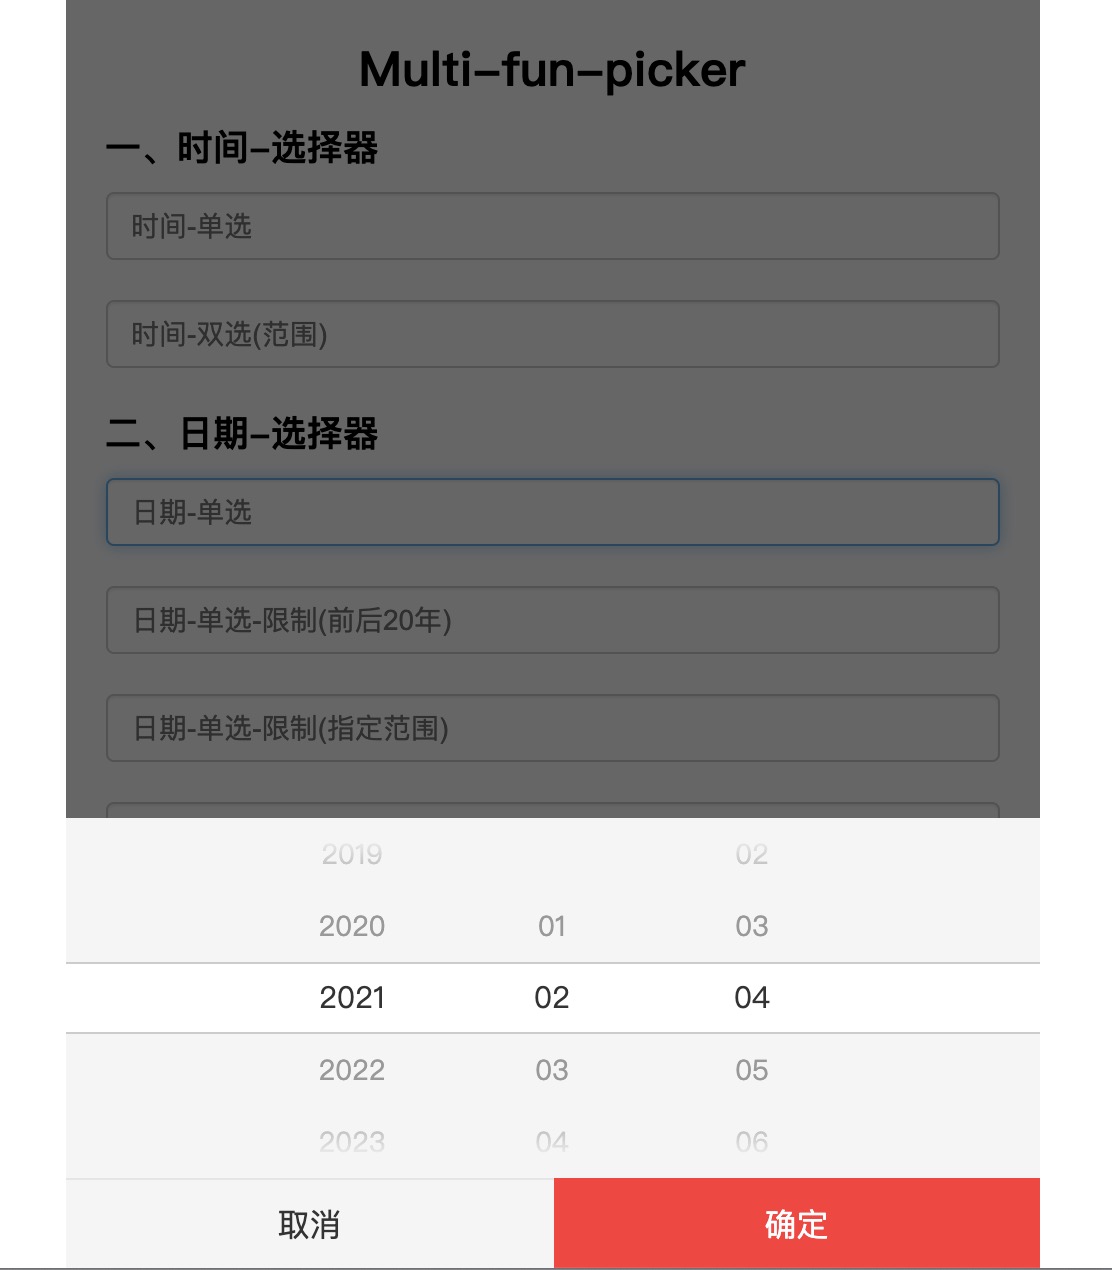 Multi-fun-picker
一、时间-选择器
时间-单选
时间-双选(范围)
二、日期-选择器
日期-单选
日期-单选-限制(前后20年)
日期-单选-限制(指定范围)
2019 02
2020 01 03
2021 02 04
2022 03 05
2023 04 06
取消 确定